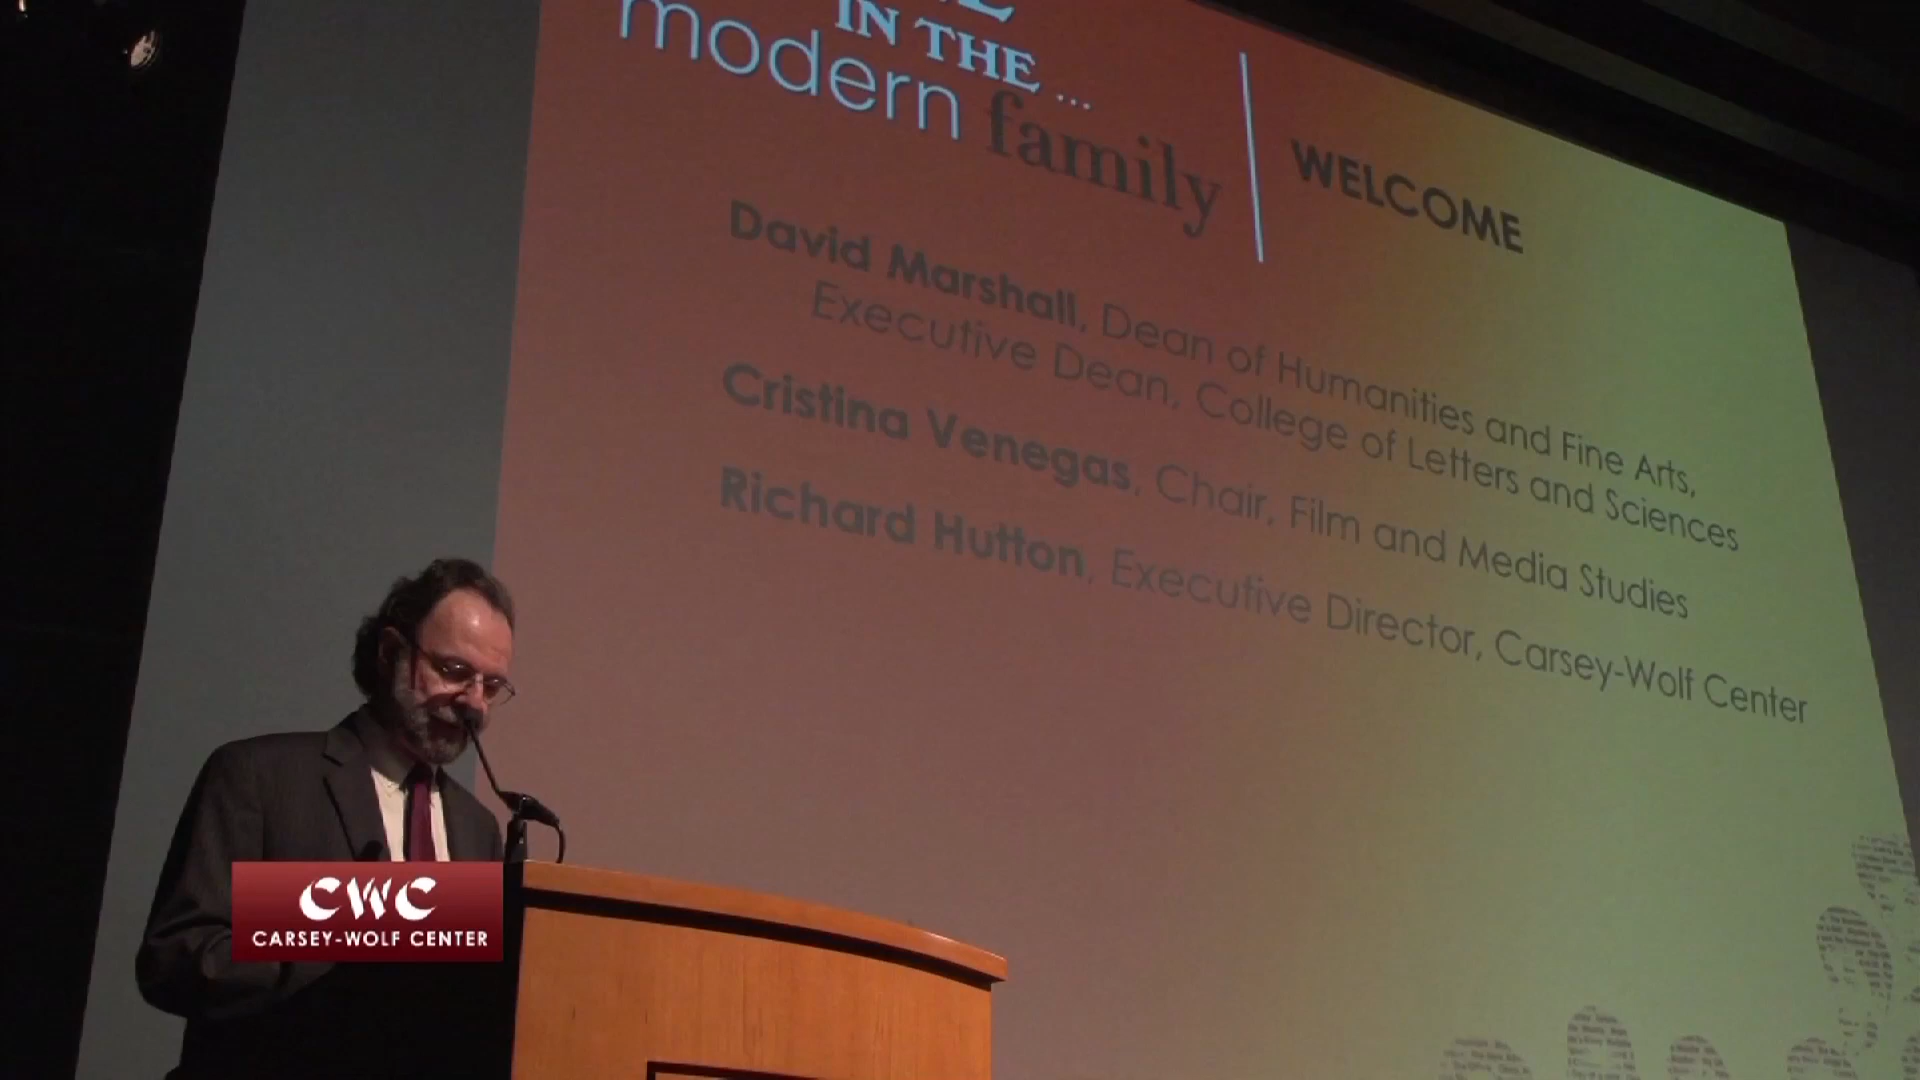 IN THE ...
modern family
WELCOME
David Marshall, Dean of Humanities and Fine Arts,
Executive Dean, College of Letters and Sciences
Cristina Venegas, Chair, Film and Media Studies
Richard Hutton, Executive Director, Carsey-Wolf Center
CWC
CARSEY-WOLF CENTER